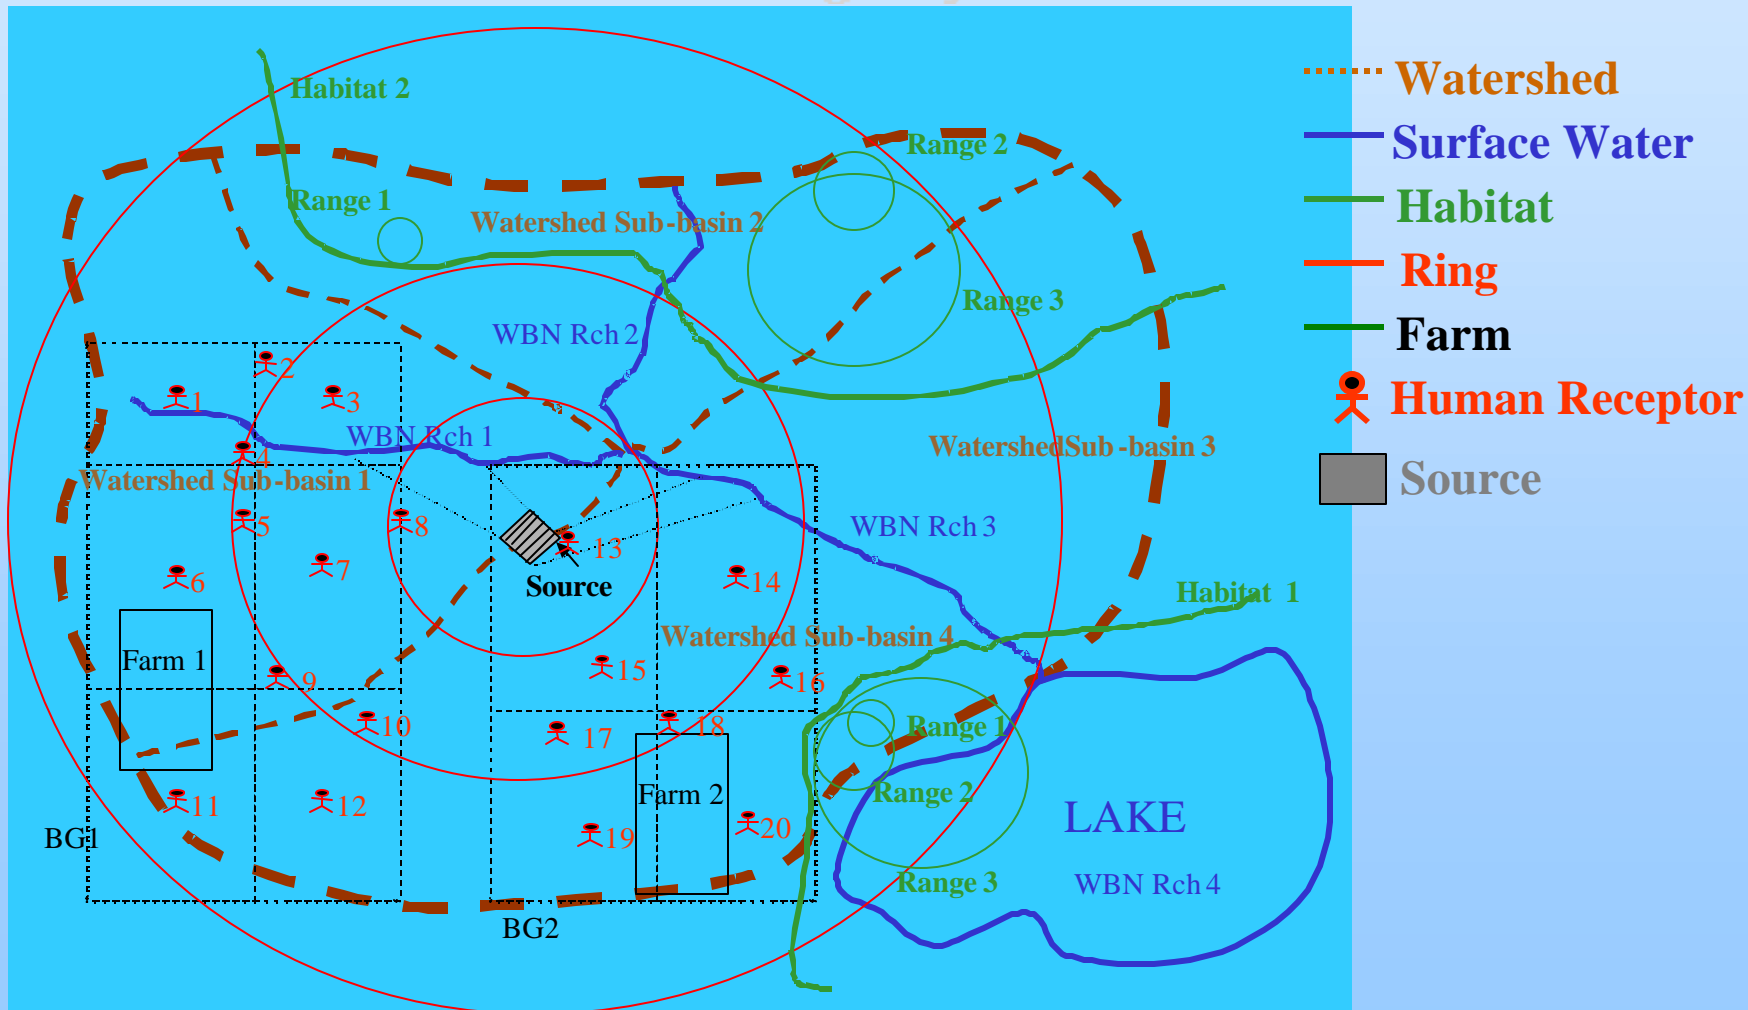 Habitat 2
Range 2
Range 1
Watershed Sub-basin 2
Range 3
WBN Rch 2
1
2
3
4
WBN Rch 1
WatershedSub-basin 3
Watershed Sub-basin 1
5
8
WBN Rch 3
13
6
7
Source
14
Habitat 1
Watershed Sub-basin 4
Farm 1
9
15
16
10
17
18
Range 1
Range 2
Farm 2
11
12
19
20
LAKE
BG1
Range 3
WBN Rch 4
BG2
Watershed
Surface Water
Habitat
Ring
Farm
Human Receptor
Source